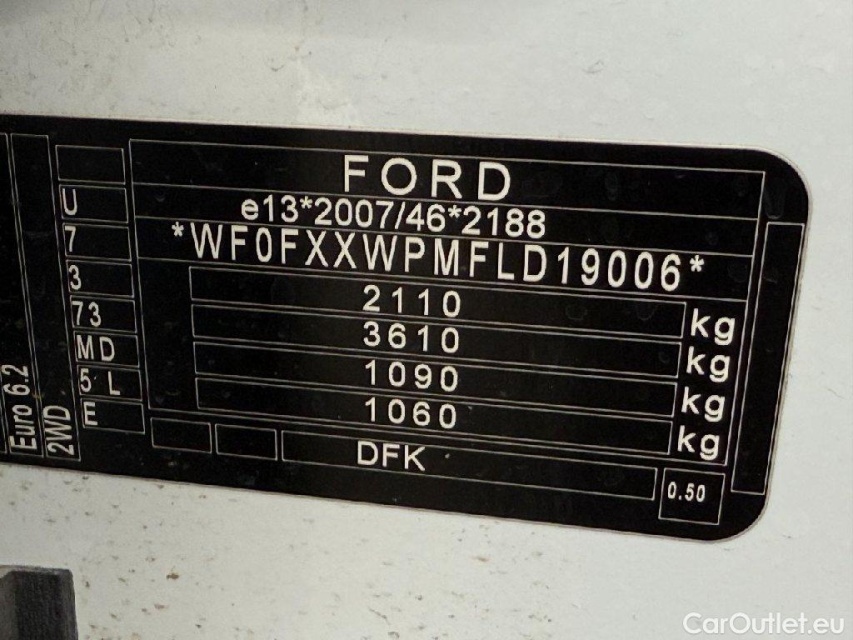 FORD
e13*2007/46*2188
*WF0FXXWPMFLD19006*
2110 kg
3610 kg
1090 kg
1060 kg
DFK
0.50
U
7
3
73
MD
5 L
E
Euro 6.2
2WD
CarOutlet.eu